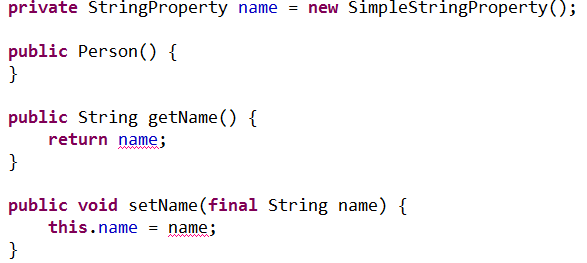 private StringProperty name = new SimpleStringProperty();
public Person() {
}
public String getName() {
    return name;
}
public void setName(final String name) {
    this.name = name;
}